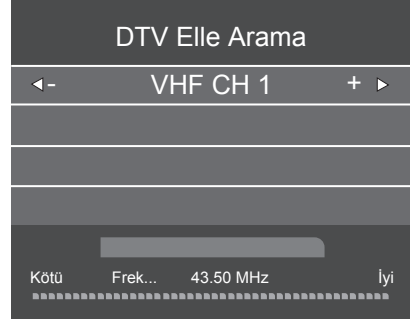 DTV Elle Arama
- VHF CH 1 +
Kötü Frek... 43.50 MHz İyi